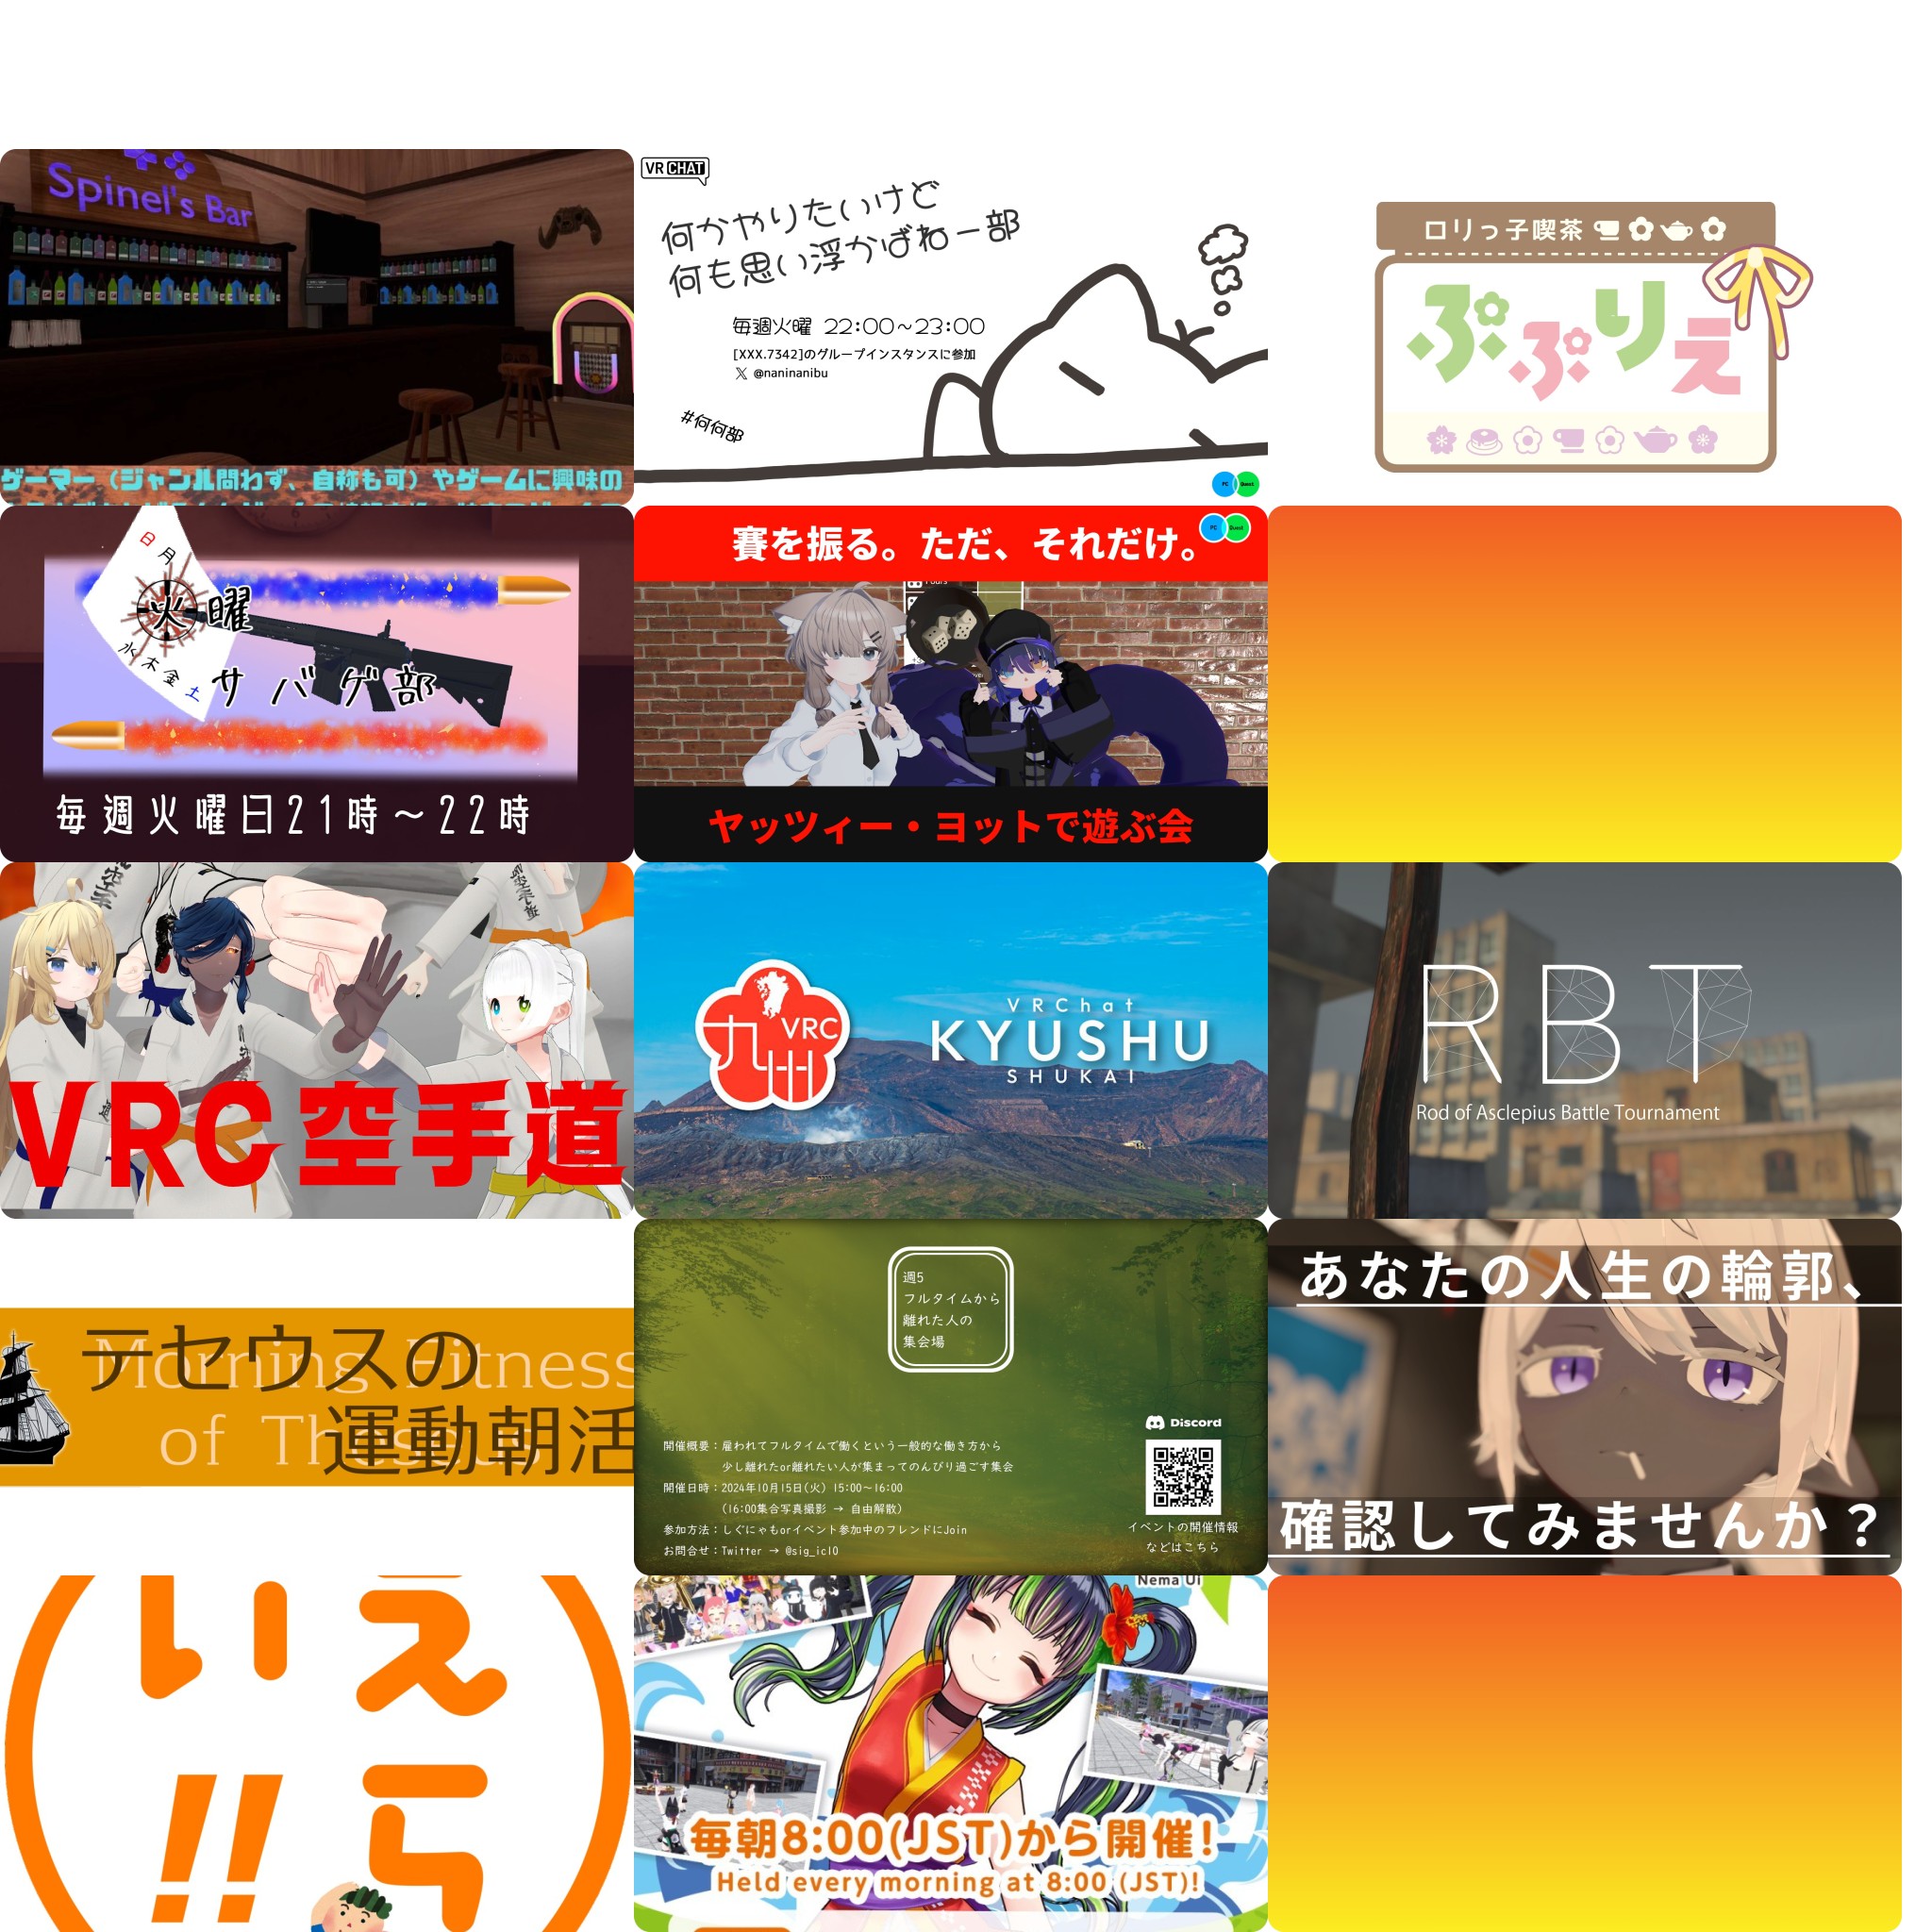 Spinel's Bar
ゲーマー（ジャンル問わず、自称も可）やゲームに興味の
VRCHAT
何かやりたいけど
何も思い浮かばねー部
毎週火曜 22:00～23:00
[XXX.7342]のグループインスタンスに参加
X @naninanibu
#何何部
PC Quest
ロリっ子喫茶
ぷぷりえ
日
月
火曜
水
木
金
土
サバゲ部
毎週火曜日21時～22時
賽を振る。ただ、それだけ。
PC Quest
ヤッツィー・ヨットで遊ぶ会
VRC空手道
九州
VRC
VRChat
KYUSHU
SHUKAI
RBT
Rod of Asclepius Battle Tournament
テセウスの
Morning Fitness
運動朝活
of Theseus
週5
フルタイムから
離れた人の
集会場
開催概要：雇われてフルタイムで働くという一般的な働き方から
少し離れたor離れたい人が集まってのんびり過ごす集会
開催日時：2024年10月15日(火) 15:00～16:00
(16:00集合写真撮影 → 自由解散)
参加方法：しぐにゃもorイベント参加中のフレンドにJoin
お問合せ：Twitter → @sig_icl0
Discord
イベントの開催情報
などはこちら
あなたの人生の輪郭、
確認してみませんか？
えら
い!!
Nema Ui
毎朝8:00(JST)から開催!
Held every morning at 8:00 (JST)!